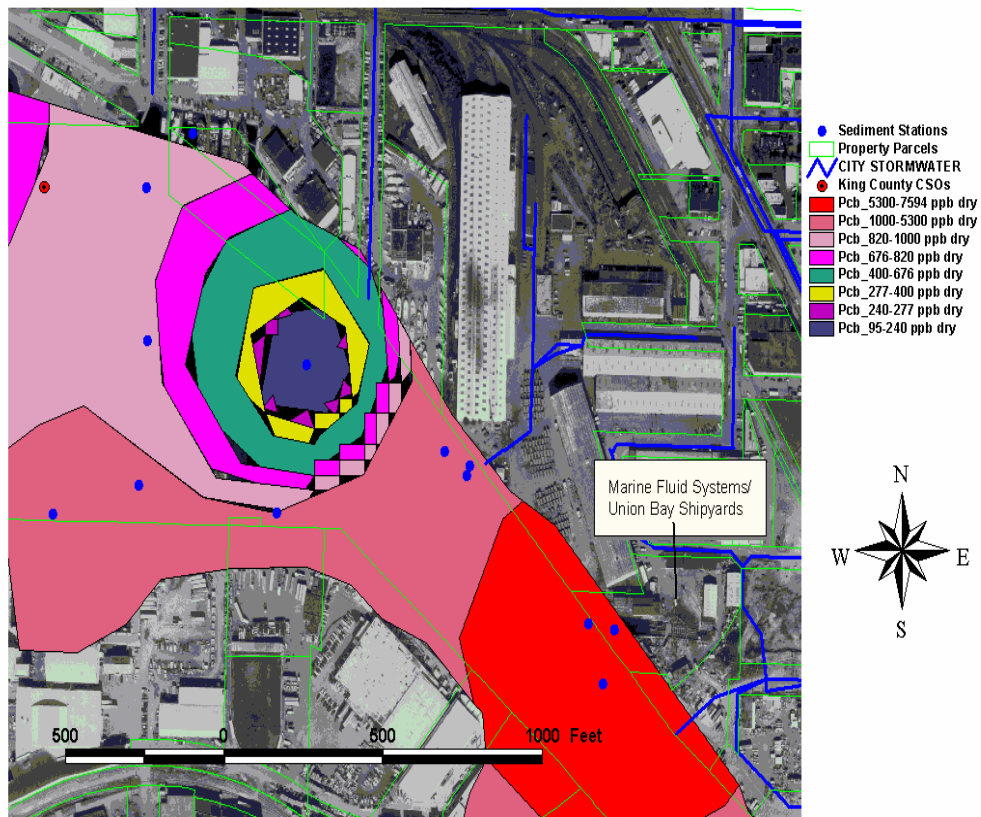 Sediment Stations
Property Parcels
CITY STORMWATER
King County CSOs
Pcb_5300-7594 ppb dry
Pcb_1000-5300 ppb dry
Pcb_820-1000 ppb dry
Pcb_676-820 ppb dry
Pcb_400-676 ppb dry
Pcb_277-400 ppb dry
Pcb_240-277 ppb dry
Pcb_95-240 ppb dry
Marine Fluid Systems/
Union Bay Shipyards
N
W E
S
500 0 500 1000 Feet